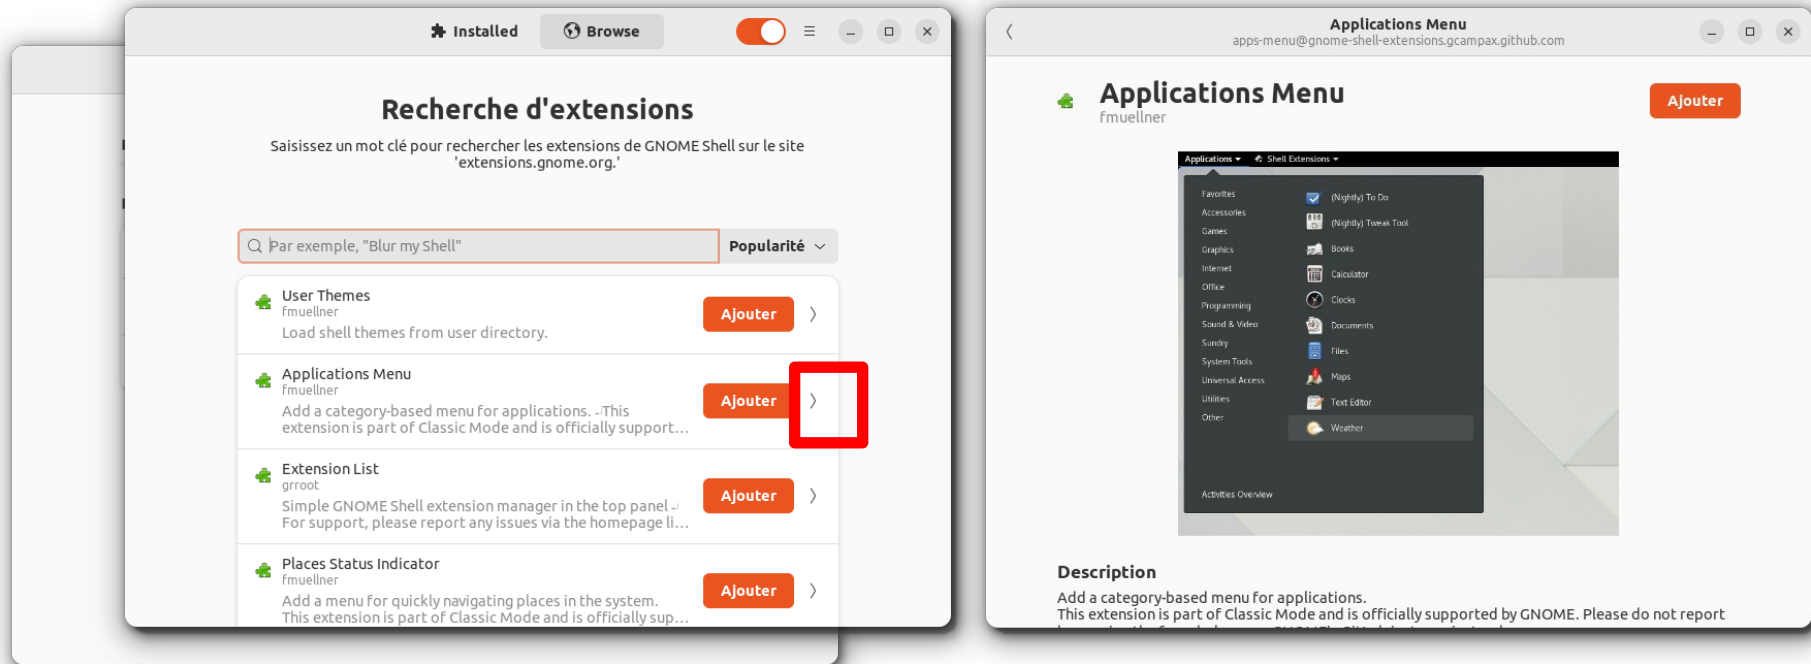 Installed
Browse
Recherche d'extensions
Saisissez un mot clé pour rechercher les extensions de GNOME Shell sur le site
'extensions.gnome.org.'
Par exemple, "Blur my Shell"
Popularité
User Themes
fmuellner
Load shell themes from user directory.
Ajouter
Applications Menu
fmuellner
Add a category-based menu for applications. ↵This
extension is part of Classic Mode and is officially support…
Ajouter
Extension List
grroot
Simple GNOME Shell extension manager in the top panel ↵
For support, please report any issues via the homepage li…
Ajouter
Places Status Indicator
fmuellner
Add a menu for quickly navigating places in the system.
This extension is part of Classic Mode and is officially sup…
Ajouter
Applications Menu
apps-menu@gnome-shell-extensions.gcampax.github.com
Applications Menu
fmuellner
Ajouter
Applications
Shell Extensions
Favorites
Accessories
Games
Graphics
Internet
Office
Programming
Sound & Video
Sundry
System Tools
Universal Access
Utilities
Other
Activities Overview
(Nightly) To Do
(Nightly) Tweak Tool
Books
Calculator
Clocks
Documents
Files
Maps
Text Editor
Weather
Description
Add a category-based menu for applications.
This extension is part of Classic Mode and is officially supported by GNOME. Please do not report